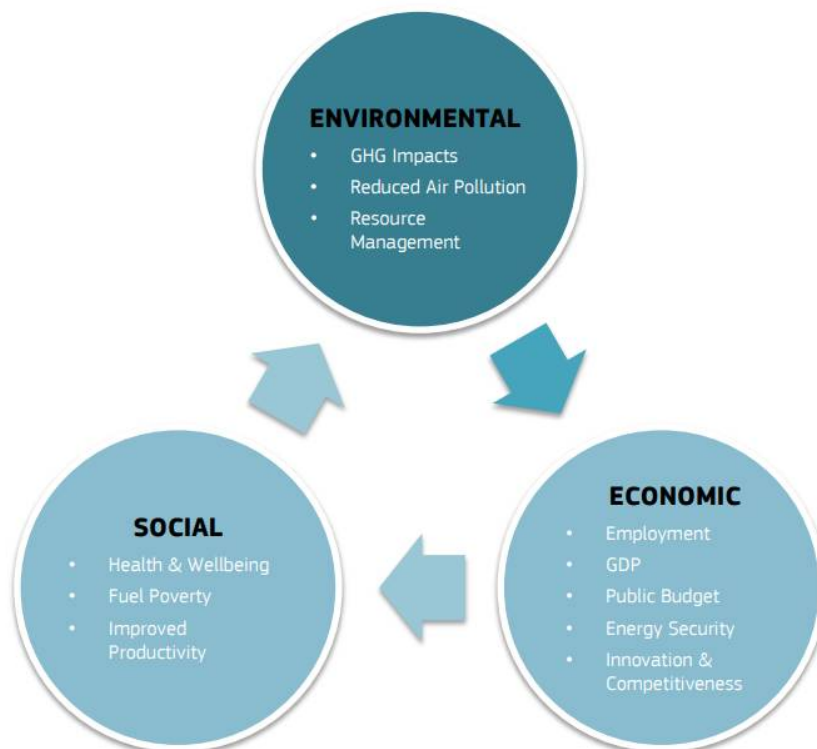 ENVIRONMENTAL
• GHG Impacts
• Reduced Air Pollution
• Resource
Management
SOCIAL
• Health & Wellbeing
• Fuel Poverty
• Improved
Productivity
ECONOMIC
• Employment
• GDP
• Public Budget
• Energy Security
• Innovation &
Competitiveness